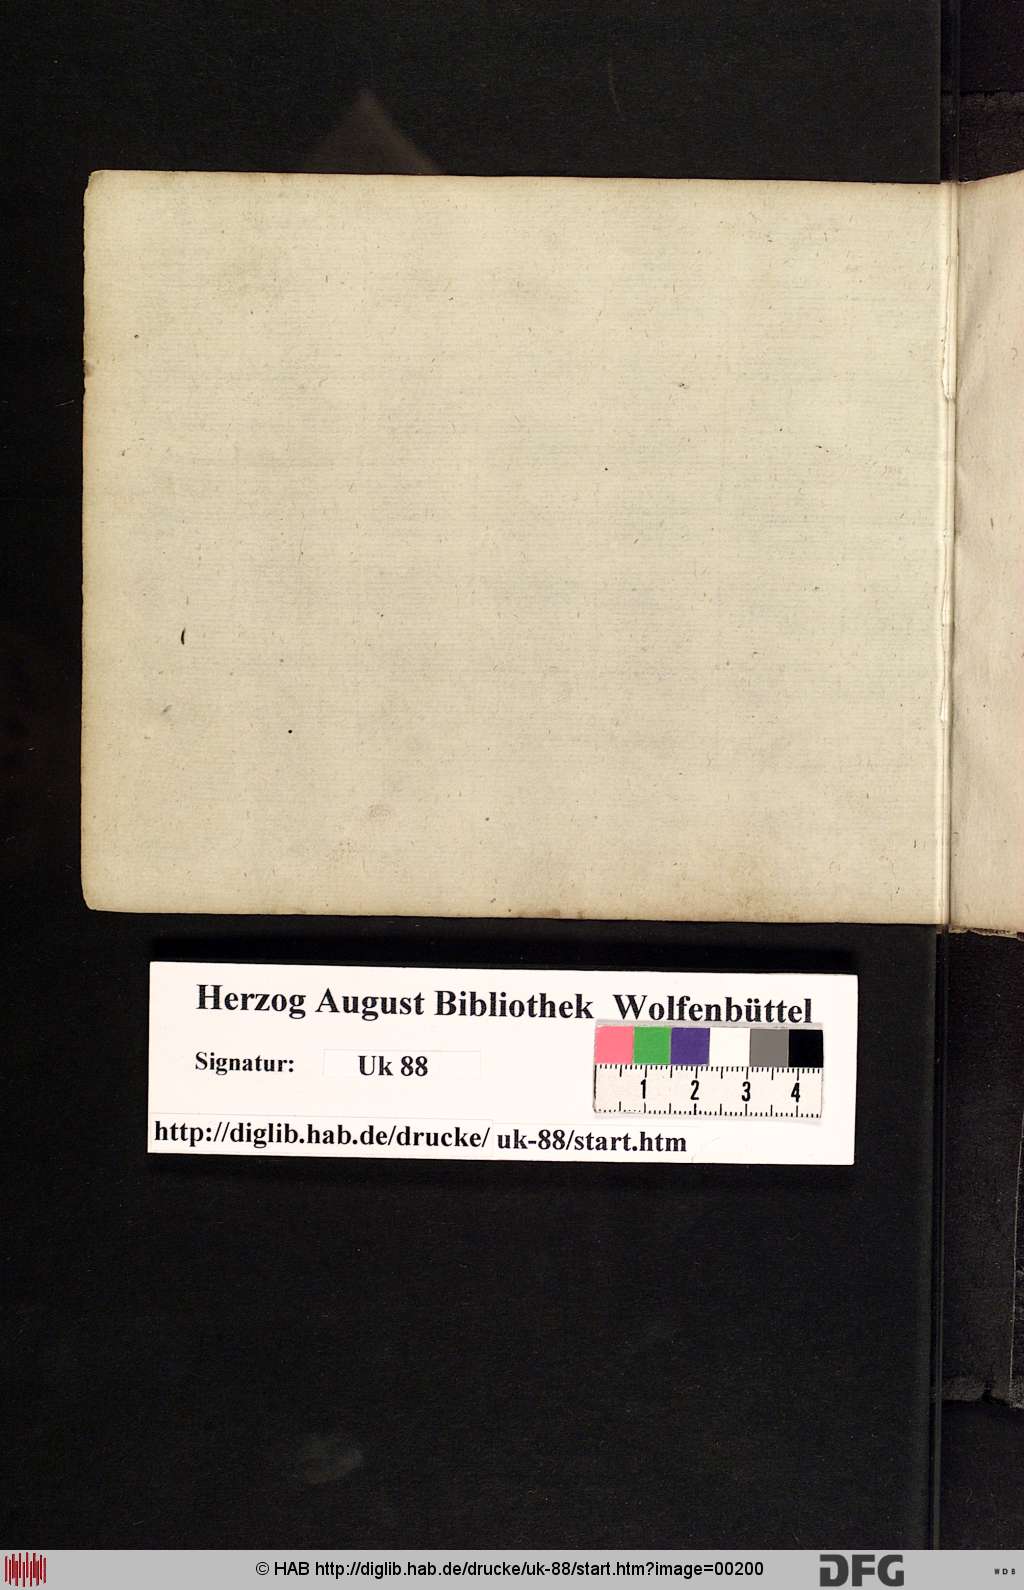 Herzog August Bibliothek Wolfenbüttel
Signatur: Uk 88
1 2 3 4
http://diglib.hab.de/drucke/ uk-88/start.htm
© HAB http://diglib.hab.de/drucke/uk-88/start.htm?image=00200
DFG
WDB